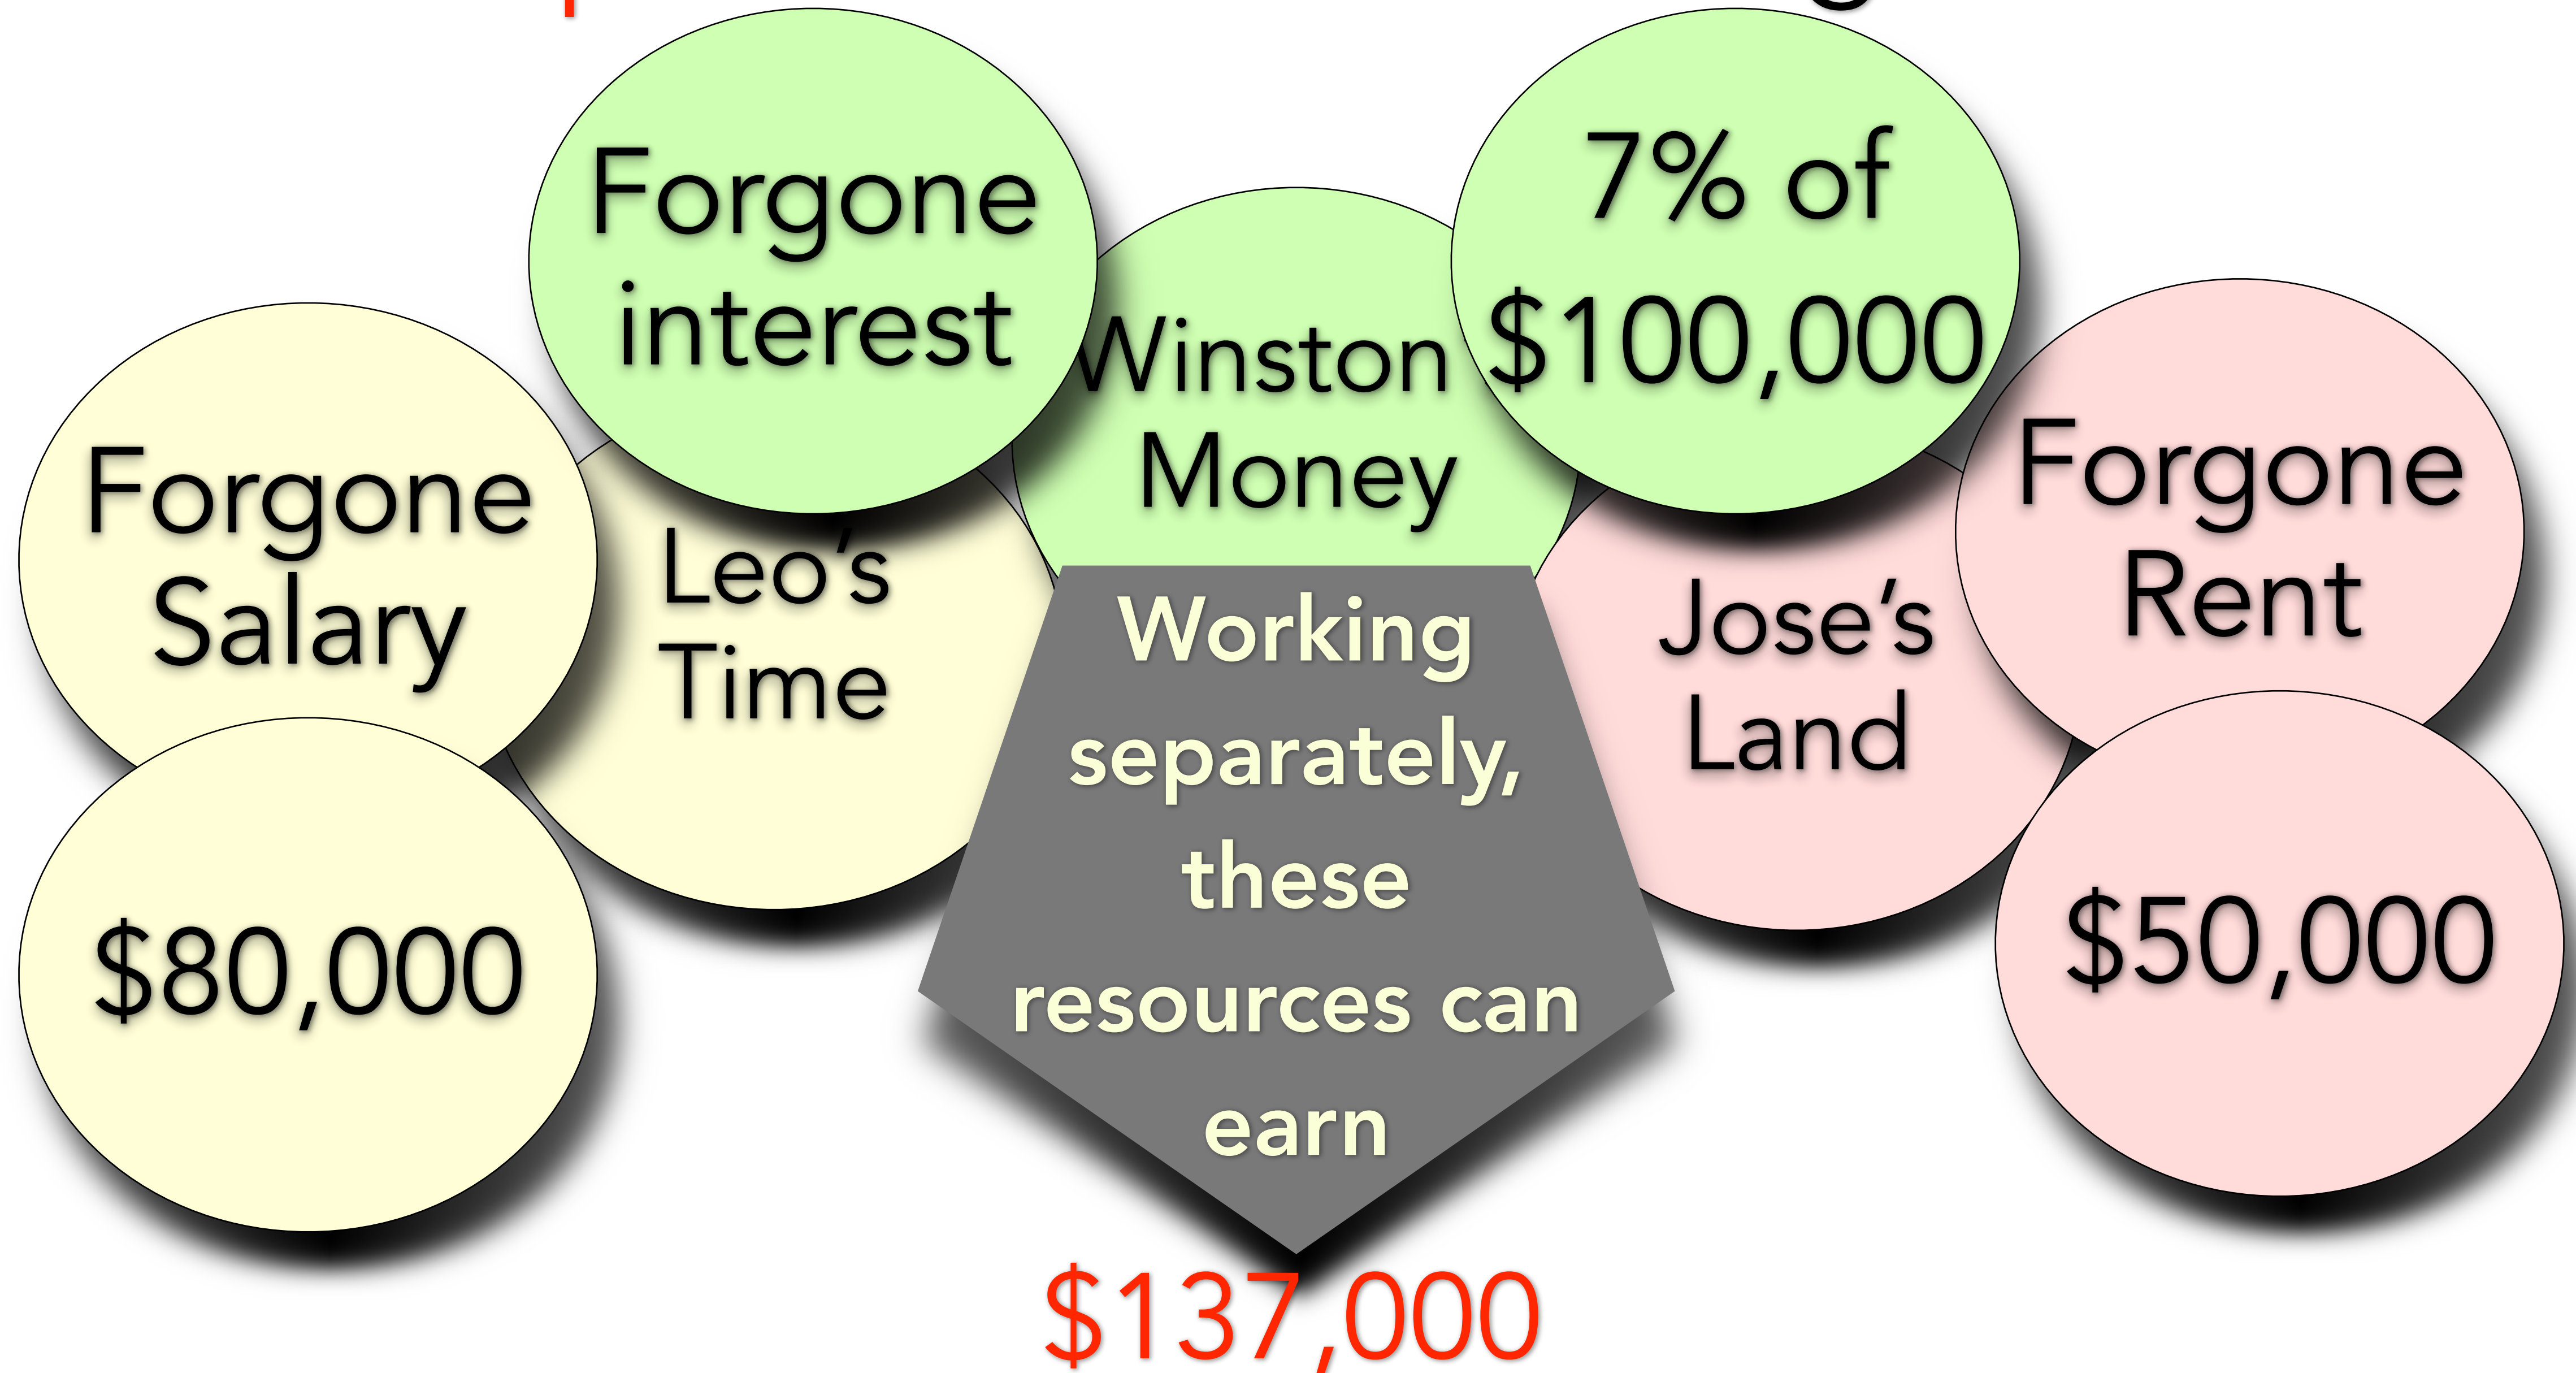 Forgone
interest
7% of
$100,000
Winston
Money
Forgone
Salary
Leo's
Time
$80,000
Jose's
Land
Forgone
Rent
$50,000
Working
separately,
these
resources can
earn
$137,000